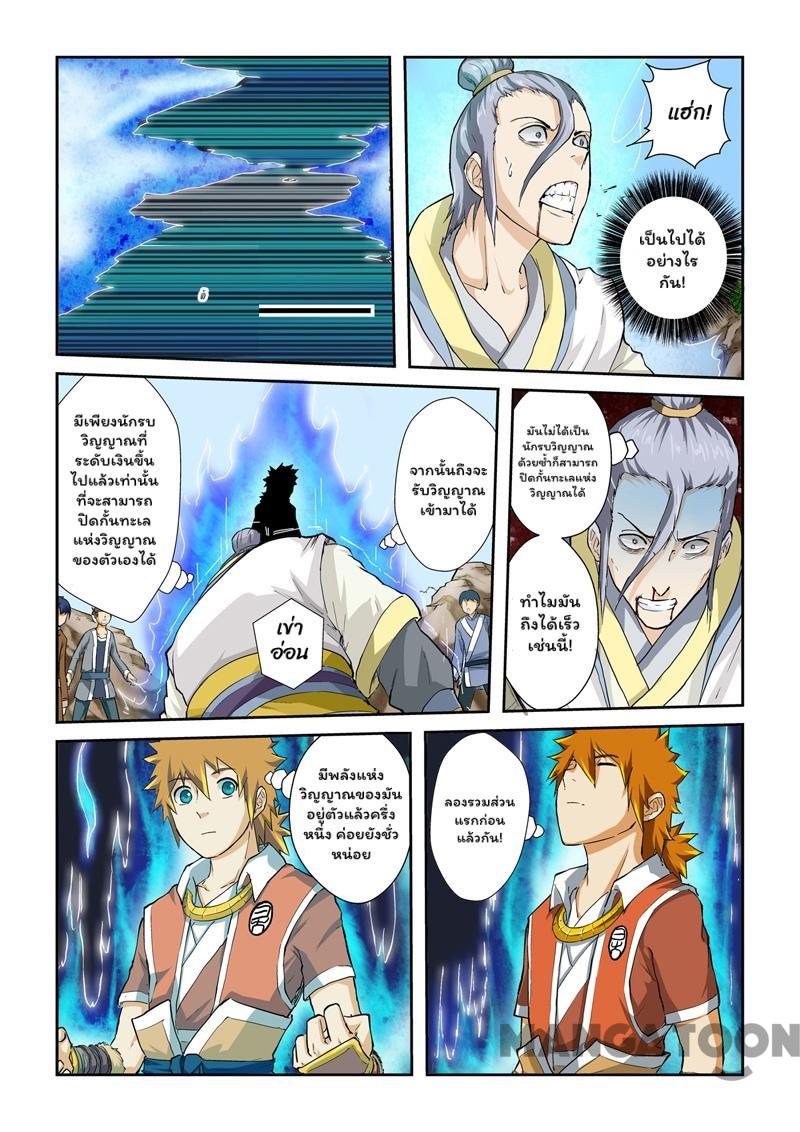 แฮ่ก!
เป็นไปได้
อย่างไร
กัน!
มีเพียงนักรบ
วิญญาณที่
ระดับเงินขึ้น
ไปแล้วเท่านั้น
ที่จะสามารถ
ปิดกั้นทะเล
แห่งวิญญาณ
ของตัวเองได้
จากนั้นถึงจะ
รับวิญญาณ
เข้ามาได้
เข่า
อ่อน
มันไม่ได้เป็น
นักรบวิญญาณ
ด้วยซ้ำก็สามารถ
ปิดกั้นทะเลแห่ง
วิญญาณได้
ทำไมมัน
ถึงได้เร็ว
เช่นนี้!
มีพลังแห่ง
วิญญาณของมัน
อยู่ตัวแล้วครึ่ง
หนึ่ง ค่อยยังชั่ว
หน่อย
ลองรวมส่วน
แรกก่อน
แล้วกัน!
MANGATOON